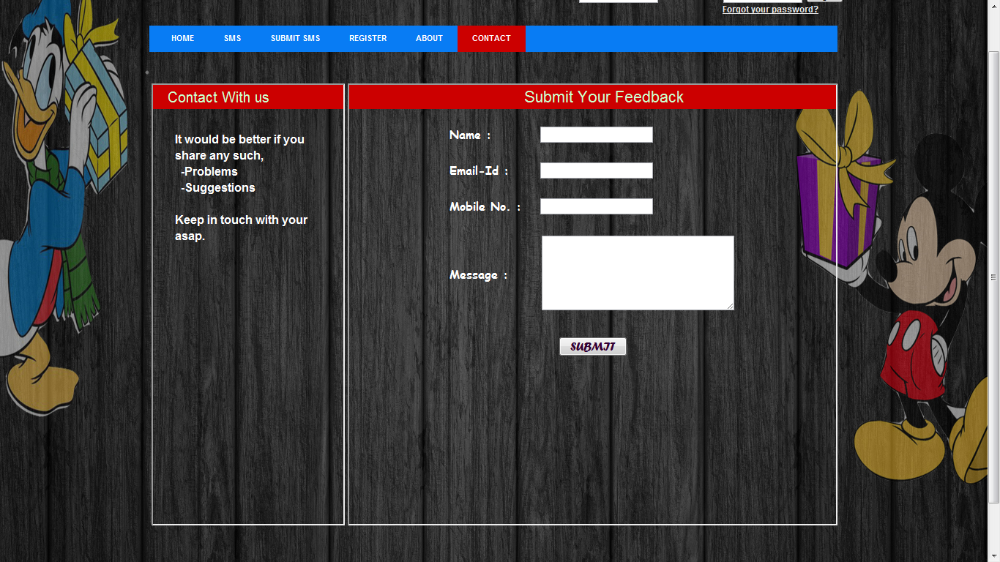 Forgot your password?
HOME SMS SUBMIT SMS REGISTER ABOUT CONTACT
Contact With us
It would be better if you
share any such,
-Problems
-Suggestions
Keep in touch with your
asap.
Submit Your Feedback
Name :
Email-Id :
Mobile No. :
Message :
SUBMIT